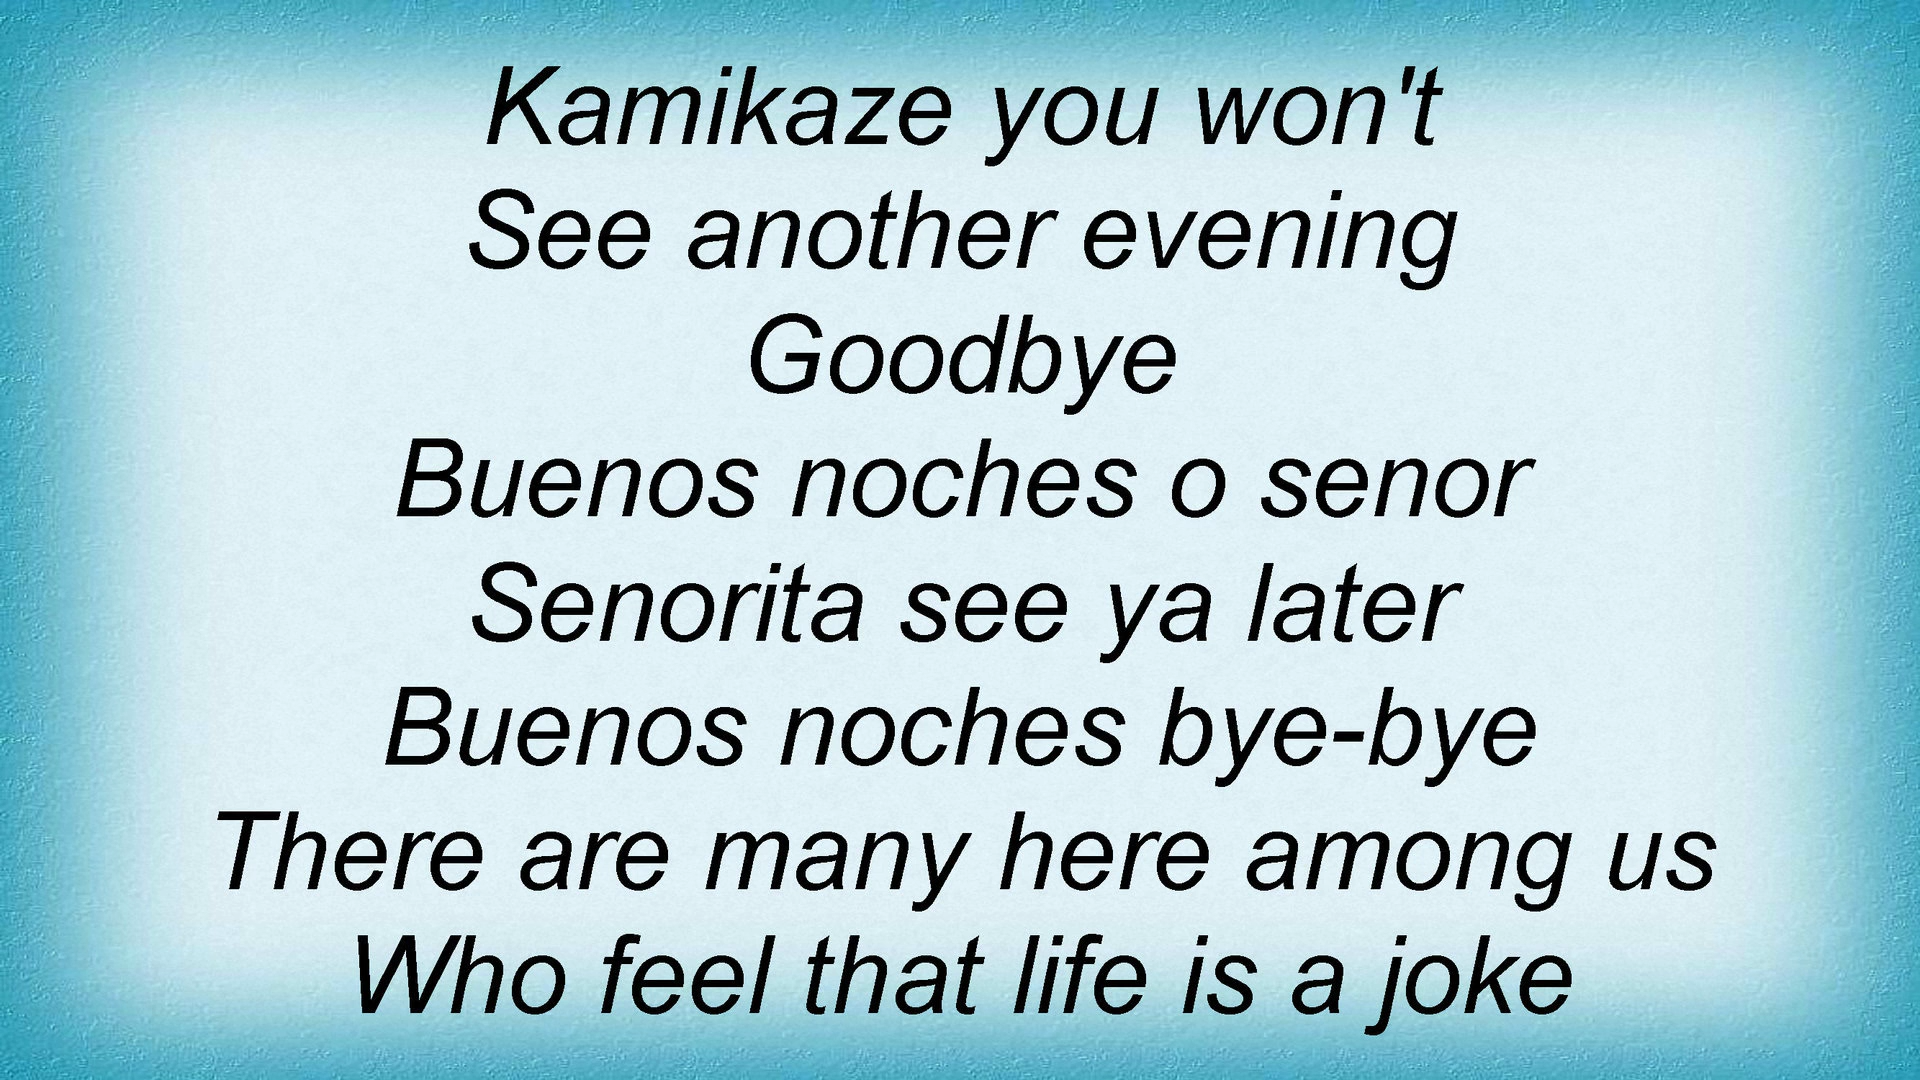 Kamikaze you won't
See another evening
Goodbye
Buenos noches o senor
Senorita see ya later
Buenos noches bye-bye
There are many here among us
Who feel that life is a joke